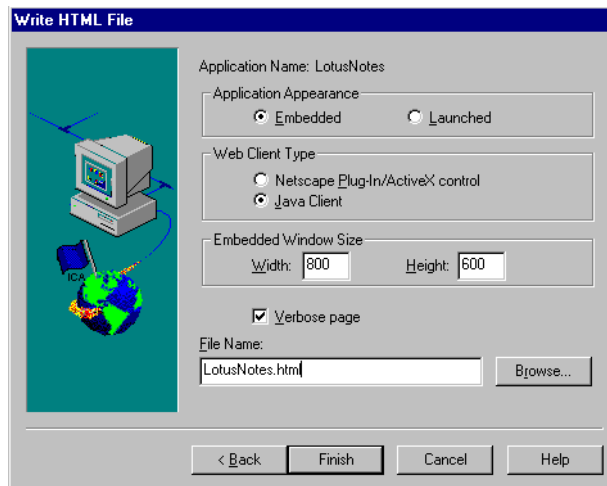 Write HTML File
Application Name: LotusNotes
Application Appearance
Embedded Launched
Web Client Type
Netscape Plug-In/ActiveX control
Java Client
Embedded Window Size
Width: 800 Height: 600
Verbose page
File Name:
LotusNotes.html Browse...
ICA
< Back Finish Cancel Help